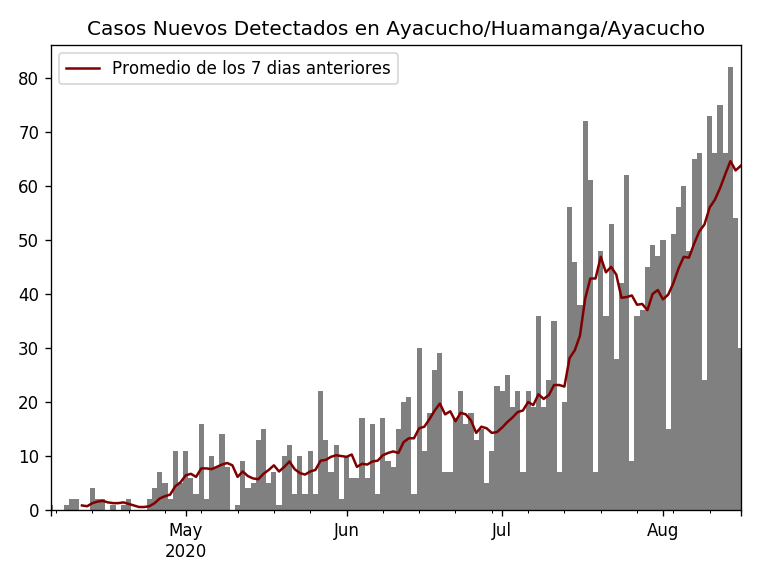 Casos Nuevos Detectados en Ayacucho/Huamanga/Ayacucho
Promedio de los 7 dias anteriores
80
70
60
50
40
30
20
10
0
May
2020
Jun
Jul
Aug